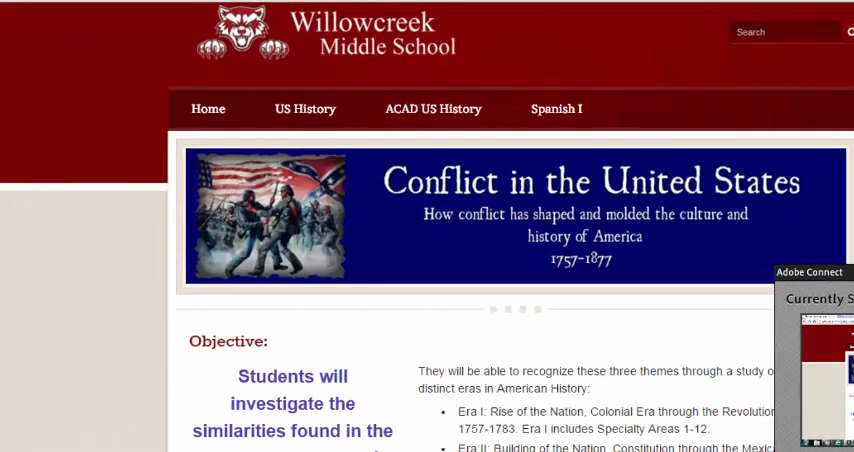 Willowcreek
Middle School
Search
Home US History ACAD US History Spanish I
Conflict in the United States
How conflict has shaped and molded the culture and
history of America
1757-1877
Adobe Connect
Currently S
Objective:
Students will
investigate the
similarities found in the
They will be able to recognize these three themes through a study o
distinct eras in American History:
• Era I: Rise of the Nation, Colonial Era through the Revolution
1757-1783. Era I includes Specialty Areas 1-12.
• Era II: Building of the Nation, Constitution through the Mexica